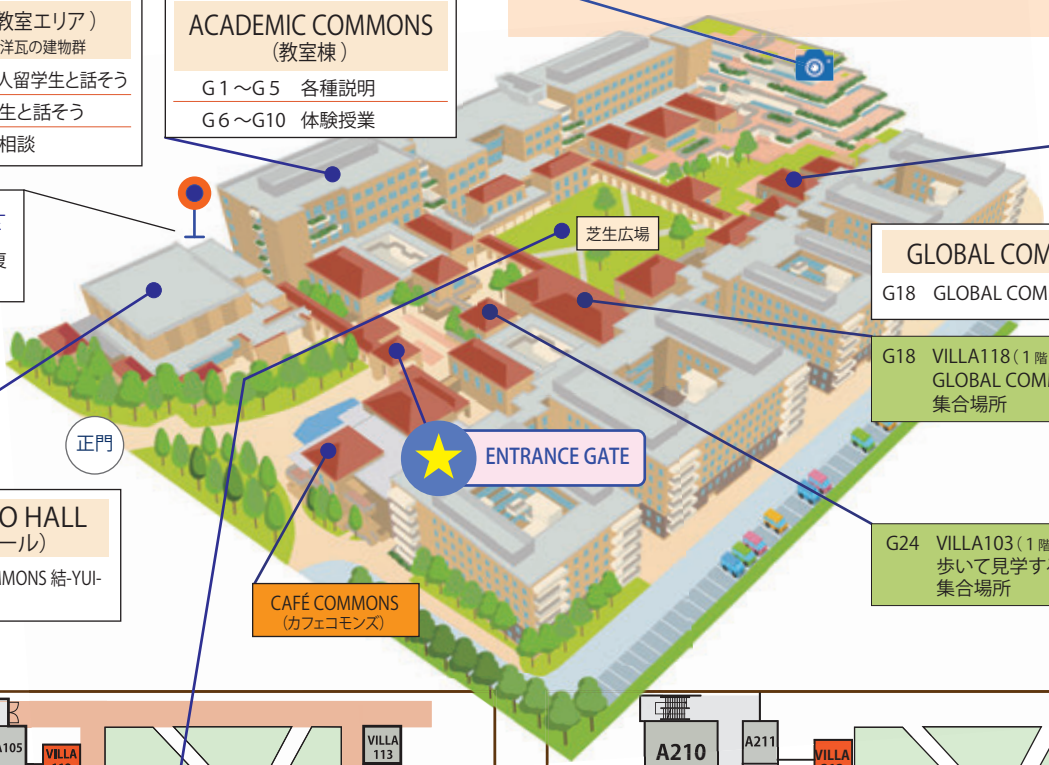 教室エリア）
洋瓦の建物群
人留学生と話そう
生と話そう
相談
ACADEMIC COMMONS
（教室棟）
G1～G5 各種説明
G6～G10 体験授業
芝生広場
GLOBAL COM
G18 GLOBAL COM
G18 VILLA118（1階
GLOBAL COM
集合場所
正門
ENTRANCE GATE
O HALL
ール）
MMONS 結-YUI-
CAFÉ COMMONS
（カフェコモンズ）
G24 VILLA103（1階
歩いて見学す
集合場所
A105
VILLA
VILLA
113
A210
A211
VILLA